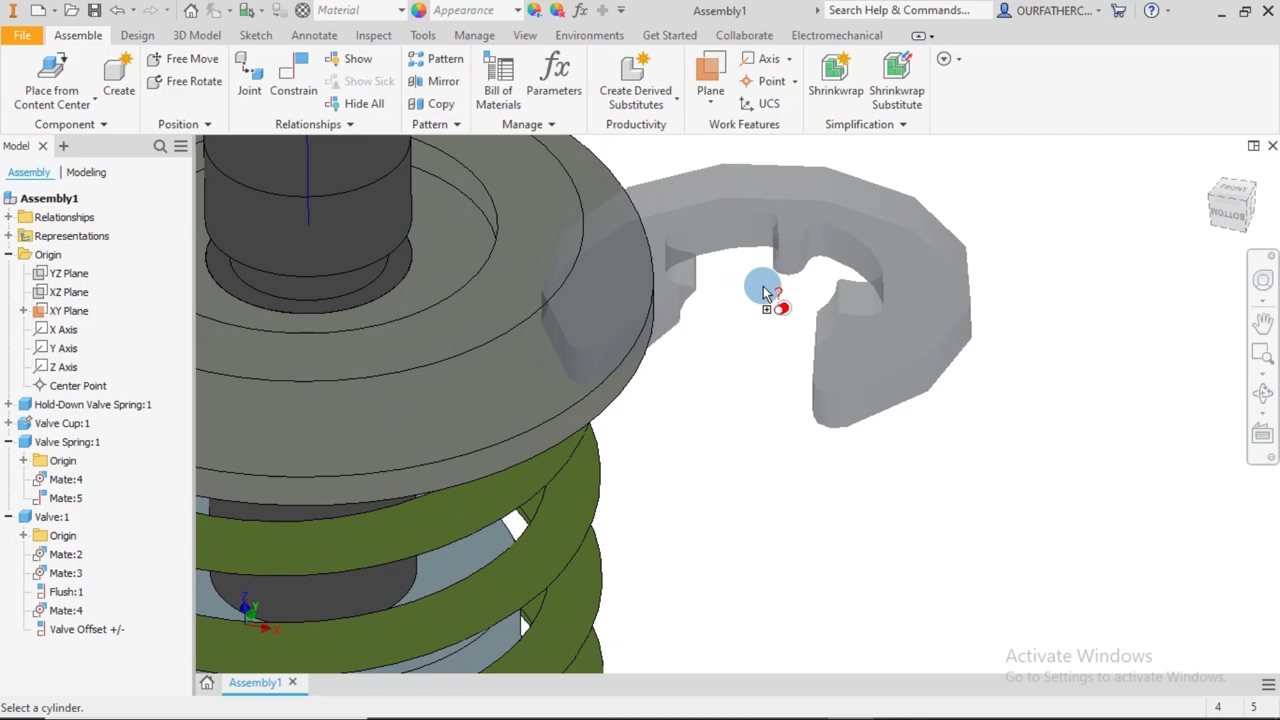 Material
Appearance
Assembly1
Search Help & Commands...
OURFATHERC...
File
Assemble
Design
3D Model
Sketch
Annotate
Inspect
Tools
Manage
View
Environments
Get Started
Collaborate
Electromechanical
Place from
Content Center
Create
Free Move
Free Rotate
Joint
Constrain
Show
Show Sick
Hide All
Pattern
Mirror
Copy
Bill of
Materials
fx
Parameters
Create Derived
Substitutes
Plane
Axis
Point
UCS
Shrinkwrap
Shrinkwrap
Substitute
Component
Position
Relationships
Pattern
Manage
Productivity
Work Features
Simplification
Model
Assembly
Modeling
Assembly1
Relationships
Representations
Origin
YZ Plane
XZ Plane
XY Plane
X Axis
Y Axis
Z Axis
Center Point
Hold-Down Valve Spring:1
Valve Cup:1
Valve Spring:1
Origin
Mate:4
Mate:5
Valve:1
Origin
Mate:2
Mate:3
Flush:1
Mate:4
Valve Offset +/-
FRONT
BOTTOM
?
Z
Y
X
Activate Windows
Go to Settings to activate Windows.
Assembly1
Select a cylinder.
4
5